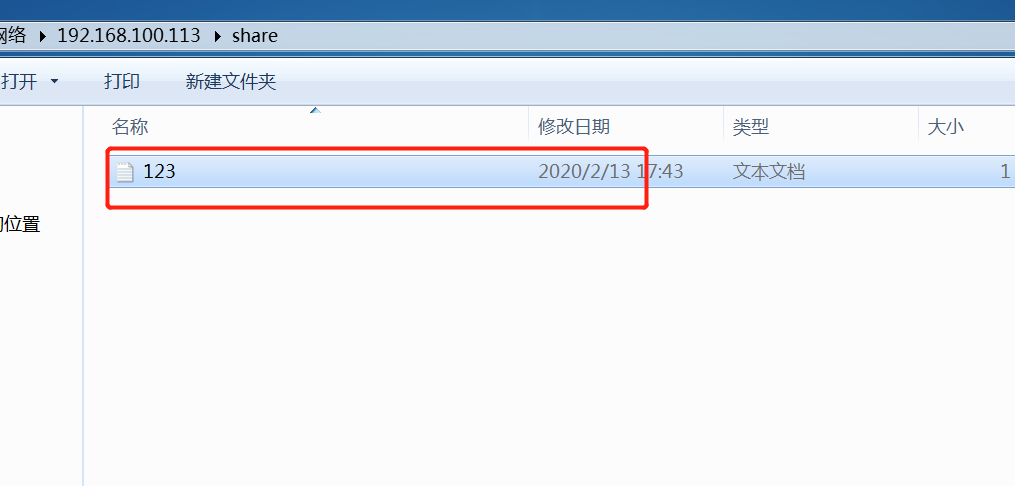 网络 192.168.100.113 share
打开 打印 新建文件夹
名称 修改日期 类型 大小
123 2020/2/13 17:43 文本文档 1
的位置